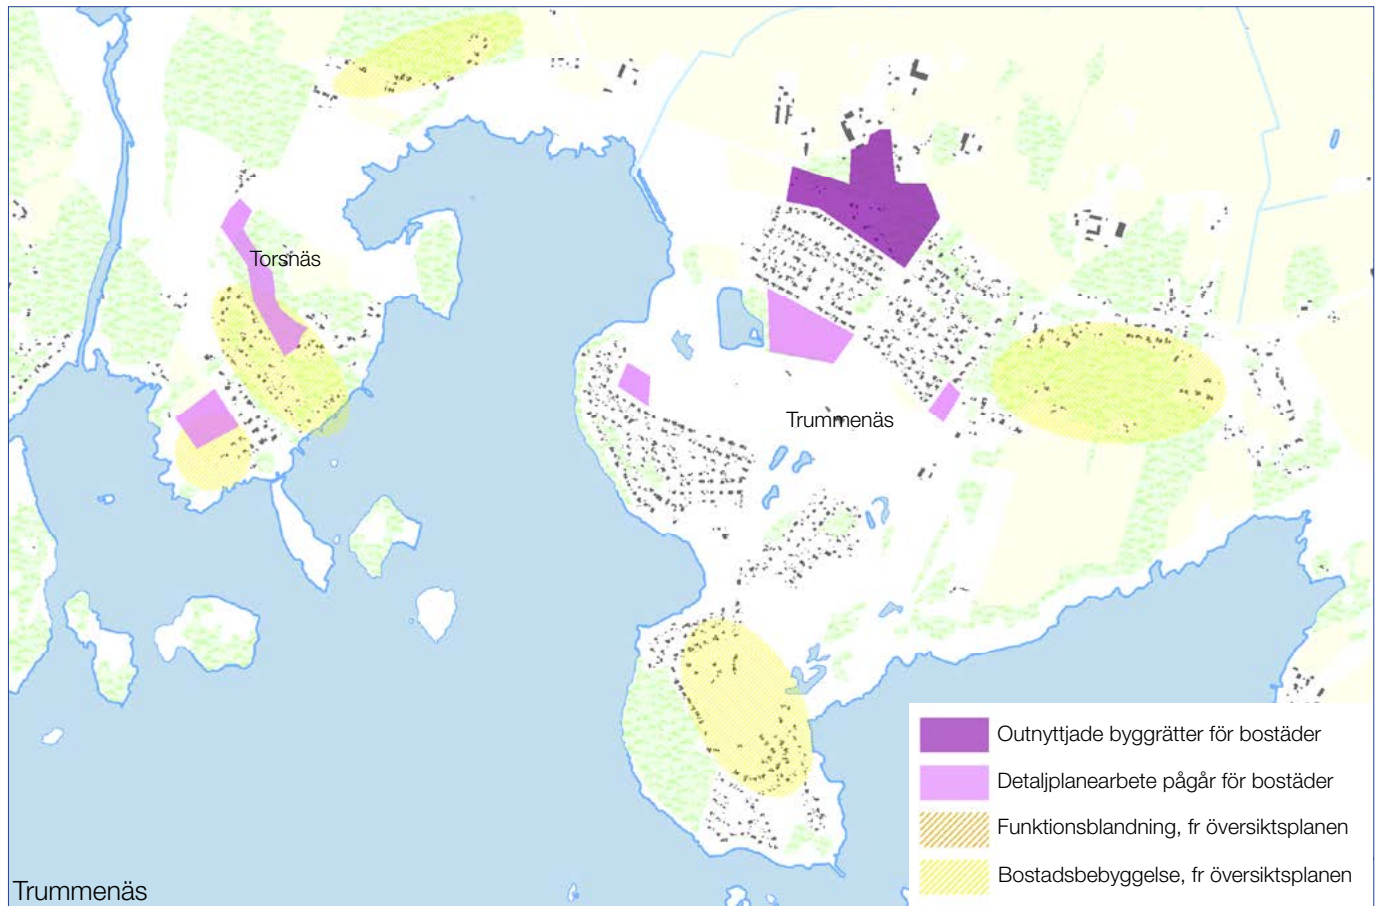 Torsnäs
Trummenäs
Outnyttjade byggrätter för bostäder
Detaljplanearbete pågår för bostäder
Funktionsblandning, fr översiktsplanen
Bostadsbebyggelse, fr översiktsplanen
Trummenäs